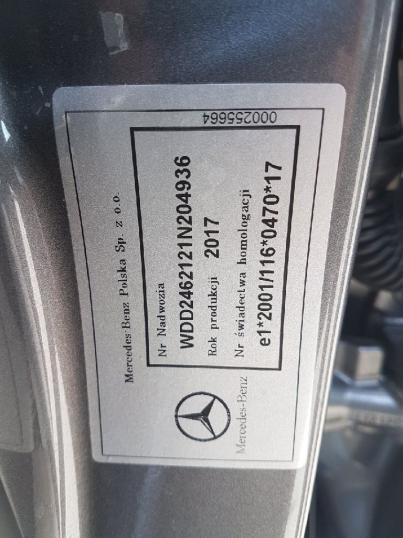 Mercedes-Benz Polska Sp. z o.o.
Nr Nadwozia
WDD2462121N204936
Rok produkcji 2017
Nr świadectwa homologacji
e1*2001/116*0470*17
000255664
Mercedes-Benz